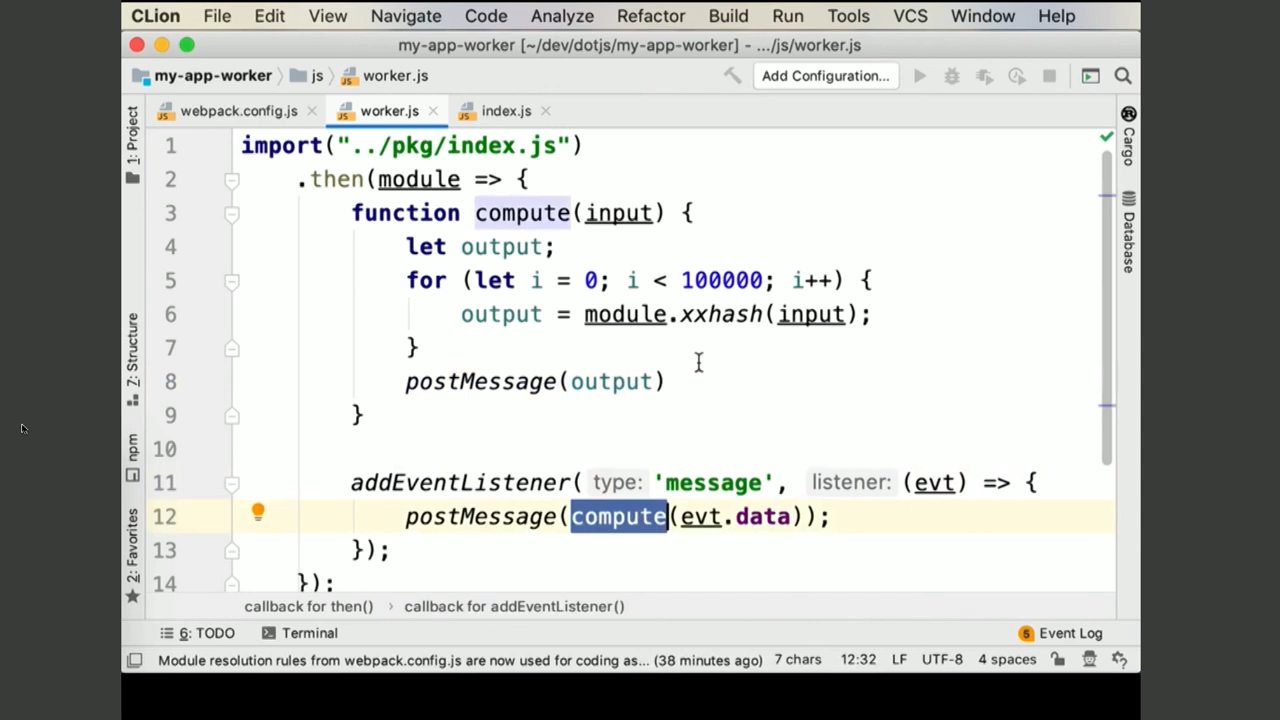 CLion File Edit View Navigate Code Analyze Refactor Build Run Tools VCS Window Help
my-app-worker [~/dev/dotjs/my-app-worker] - .../js/worker.js
my-app-worker js worker.js Add Configuration...
webpack.config.js worker.js index.js
1: Project
7: Structure
npm
2: Favorites
1 import("../pkg/index.js")
2 .then(module => {
3 function compute(input) {
4 let output;
5 for (let i = 0; i < 100000; i++) {
6 output = module.xxhash(input);
7 }
8 postMessage(output)
9 }
10
11 addEventListener( type: 'message', listener: (evt) => {
12 postMessage(compute(evt.data));
13 });
14 });
Cargo
Database
callback for then() › callback for addEventListener()
6: TODO Terminal 5 Event Log
Module resolution rules from webpack.config.js are now used for coding as... (38 minutes ago) 7 chars 12:32 LF UTF-8 4 spaces